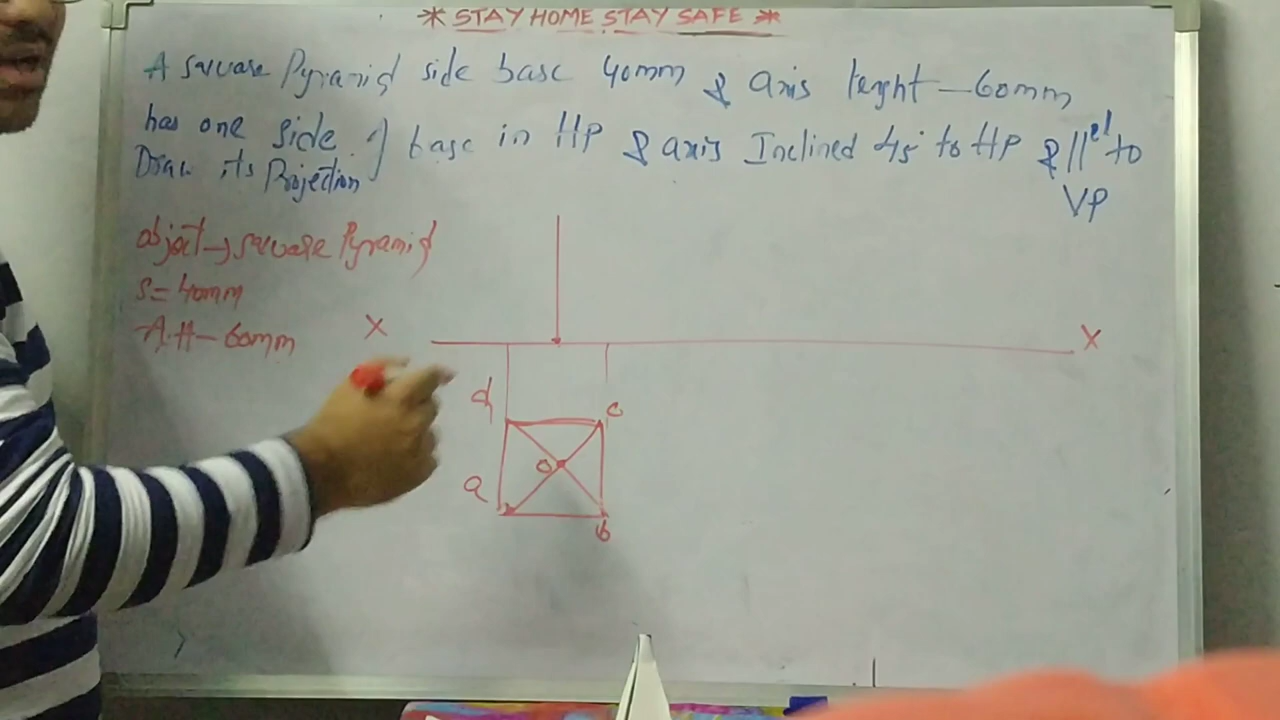 * STAY HOME STAY SAFE *
A square Pyramid side base 40mm & axis lenght - 60mm
has one side of base in HP & axis Inclined 45° to HP & ||el to VP
Draw its Projection
object → square Pyramid
S = 40mm
A.H - 60mm
X X
d c
o
a b